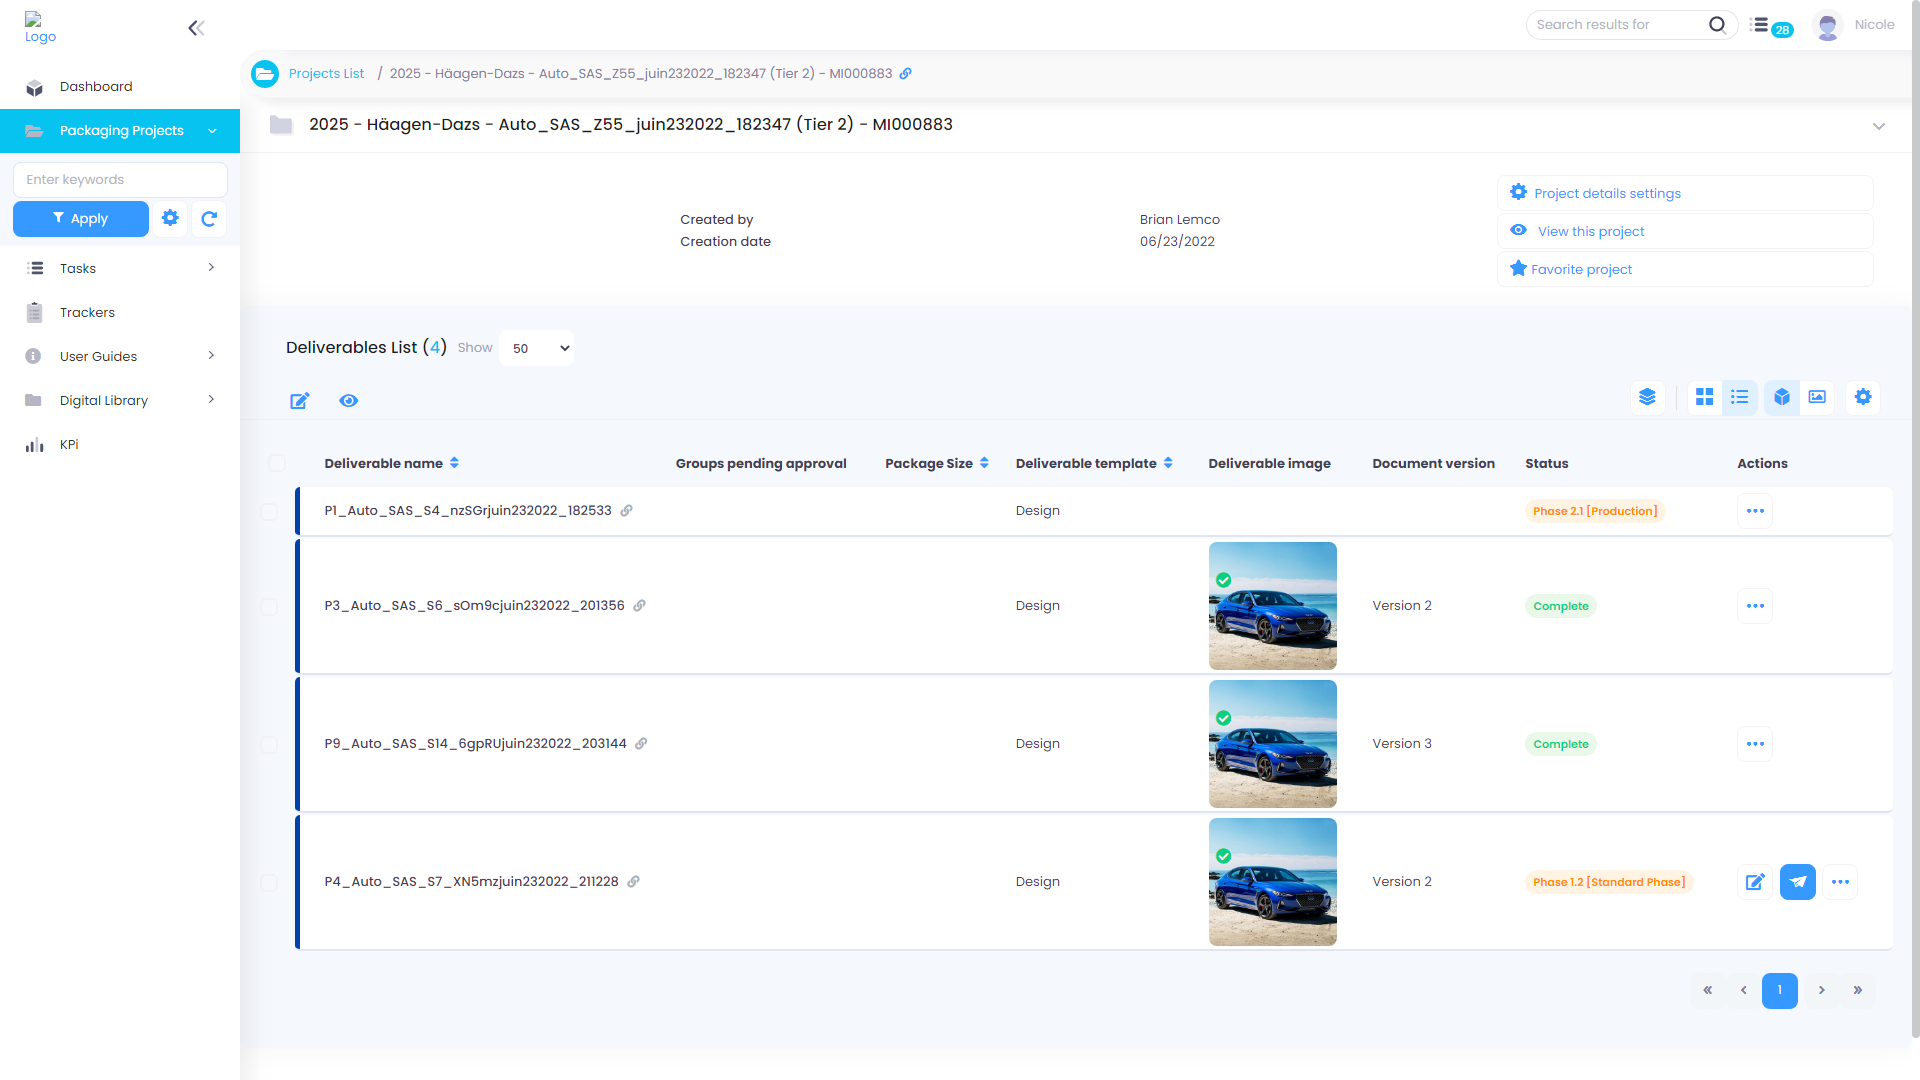 Logo
Search results for
28
Nicole
Dashboard
Packaging Projects
Enter keywords
Apply
Tasks
Trackers
User Guides
Digital Library
KPi
Projects List / 2025 - Häagen-Dazs - Auto_SAS_Z55_juin232022_182347 (Tier 2) - MI000883
2025 - Häagen-Dazs - Auto_SAS_Z55_juin232022_182347 (Tier 2) - MI000883
Created by Brian Lemco
Creation date 06/23/2022
Project details settings
View this project
Favorite project
Deliverables List (4) Show 50
Deliverable name Groups pending approval Package Size Deliverable template Deliverable image Document version Status Actions
P1_Auto_SAS_S4_nzSGrjuin232022_182533 Design Phase 2.1 [Production]
P3_Auto_SAS_S6_sOm9cjuin232022_201356 Design Version 2 Complete
P9_Auto_SAS_S14_6gpRUjuin232022_203144 Design Version 3 Complete
P4_Auto_SAS_S7_XN5mzjuin232022_211228 Design Version 2 Phase 1.2 [Standard Phase]
« ‹ 1 › »